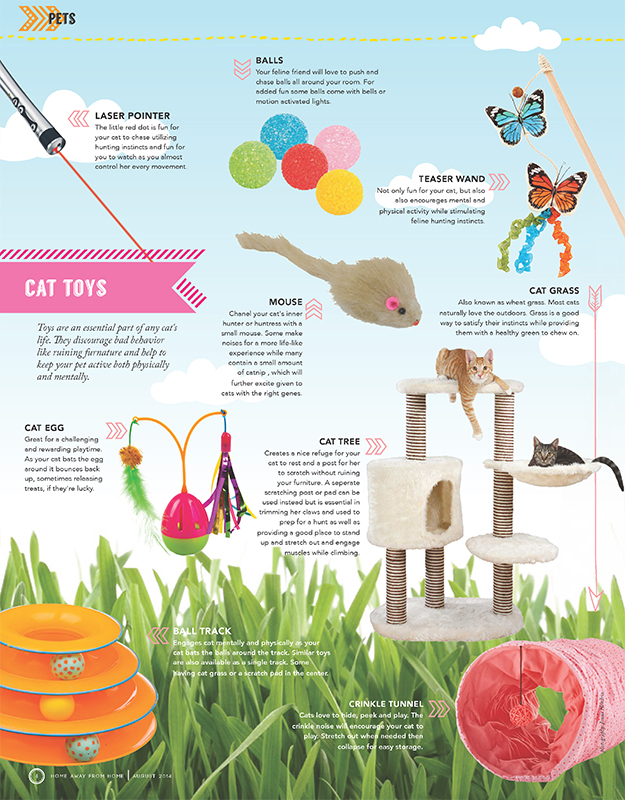 PETS
BALLS
Your feline friend will love to push and
chase balls all around your room. For
added fun some balls come with bells or
motion activated lights.
LASER POINTER
The little red dot is fun for
your cat to chase utilizing
hunting instincts and fun for
you to watch as you almost
control her every movement.
TEASER WAND
Not only fun for your cat, but also
also encourages mental and
physical activity while stimulating
feline hunting instincts.
CAT TOYS
Toys are an essential part of any cat's
life. They discourage bad behavior
like ruining furnature and help to
keep your pet active both physically
and mentally.
MOUSE
Chanel your cat's inner
hunter or huntress with a
small mouse. Some make
noises for a more life-like
experience while many
contain a small amount
of catnip , which will
further excite given to
cats with the right genes.
CAT GRASS
Also known as wheat grass. Most cats
naturally love the outdoors. Grass is a good
way to satisfy their instincts while providing
them with a healthy green to chew on.
CAT EGG
Great for a challenging
and rewarding playtime.
As your cat bats the egg
around it bounces back
up, sometimes releasing
treats, if they're lucky.
CAT TREE
Creates a nice refuge for your
cat to rest and a post for her
to scratch without ruining
your furniture. A seperate
scratching post or pad can be
used instead but is essential in
trimming her claws and used to
prep for a hunt as well as
providing a good place to stand
up and stretch out and engage
muscles while climbing.
BALL TRACK
Engages cat mentally and physically as your
cat bats the balls around the track. Similar toys
are also available as a single track. Some
having cat grass or a scratch pad in the center.
CRINKLE TUNNEL
Cats love to hide, peek and play. The
crinkle noise will encourage your cat to
play. Stretch out when needed then
collapse for easy storage.
HOME AWAY FROM HOME | AUGUST 2014